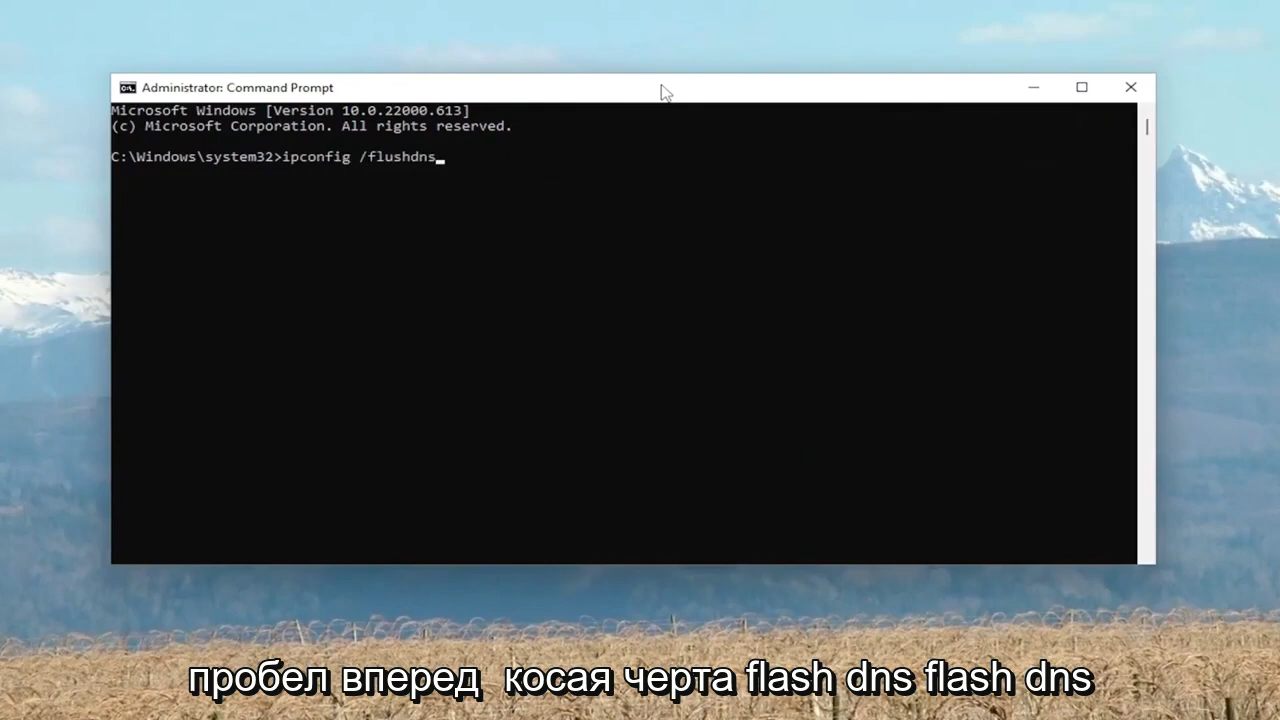 Administrator: Command Prompt
Microsoft Windows [Version 10.0.22000.613]
(c) Microsoft Corporation. All rights reserved.
C:\Windows\system32>ipconfig /flushdns
пробел вперед косая черта flash dns flash dns